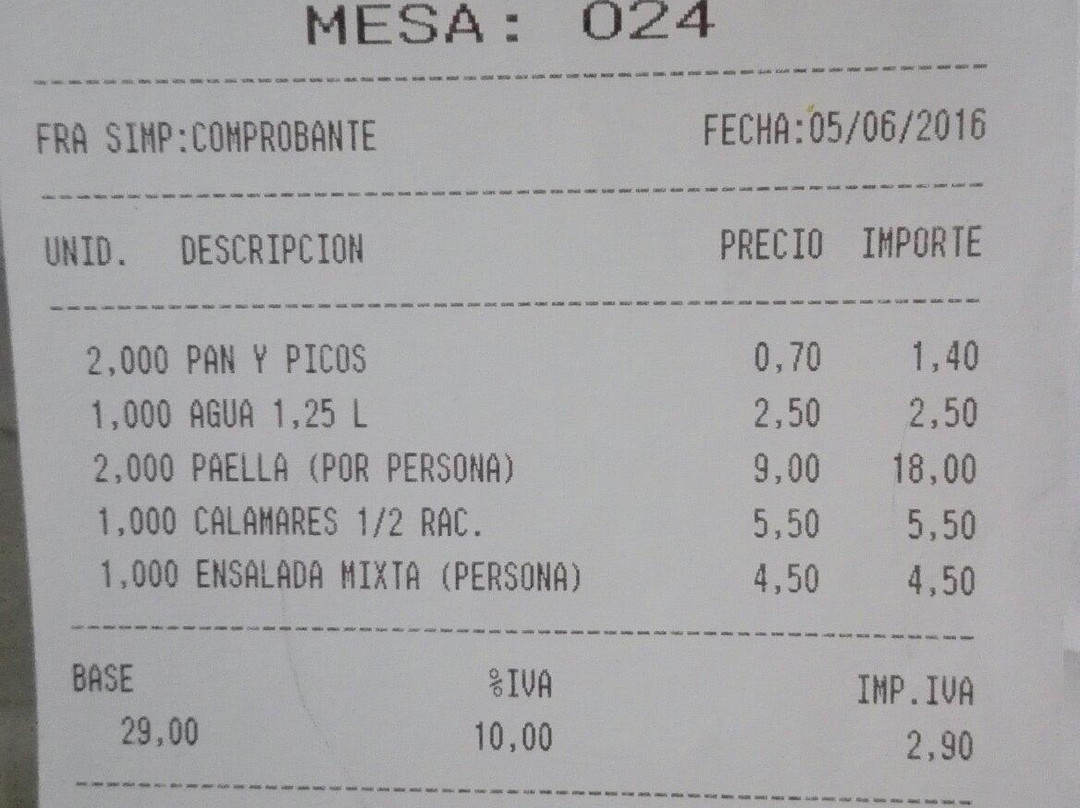 MESA: 024
FRA SIMP:COMPROBANTE FECHA:05/06/2016
UNID. DESCRIPCION PRECIO IMPORTE
2,000 PAN Y PICOS 0,70 1,40
1,000 AGUA 1,25 L 2,50 2,50
2,000 PAELLA (POR PERSONA) 9,00 18,00
1,000 CALAMARES 1/2 RAC. 5,50 5,50
1,000 ENSALADA MIXTA (PERSONA) 4,50 4,50
BASE %IVA IMP.IVA
29,00 10,00 2,90